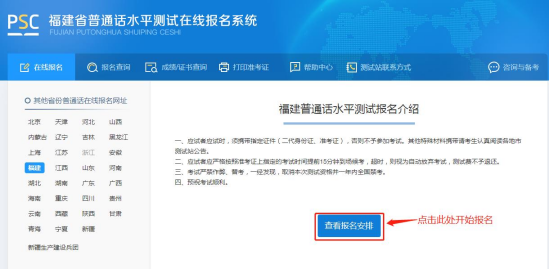 PSC 福建省普通话水平测试在线报名系统
FUJIAN PUTONGHUA SHUIPING CESHI
在线报名 报名查询 成绩/证书查询 打印准考证 帮助中心 测试站联系方式 咨询与备考
其他省份普通话在线报名网址
北京 天津 河北 山西
内蒙古 辽宁 吉林 黑龙江
上海 江苏 浙江 安徽
福建 江西 山东 河南
湖北 湖南 广东 广西
海南 重庆 四川 贵州
云南 西藏 陕西 甘肃
青海 宁夏 新疆
新疆生产建设兵团
福建普通话水平测试报名介绍
一、应试者应试时，须携带指定证件（二代身份证、准考证），否则不予参加考试。其他特殊材料携带请考生认真阅读各地市
测试站公告。
二、应试者应严格按照准考证上指定的考试时间提前15分钟到场候考，超时，则视为自动放弃考试，测试费不予退还。
三、考试严禁作弊、替考，一经发现，取消本次测试资格并一年内全国禁考。
四、预祝考试顺利。
查看报名安排
点击此处开始报名